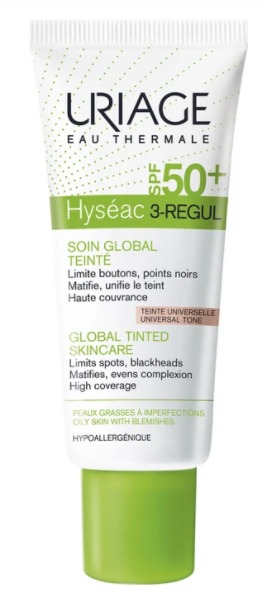 URIAGE
EAU THERMALE
SPF 50+
Hyséac 3-REGUL
SOIN GLOBAL
TEINTÉ
Limite boutons, points noirs
Matifie, unifie le teint
Haute couvrance
TEINTE UNIVERSELLE
UNIVERSAL TONE
GLOBAL TINTED
SKINCARE
Limits spots, blackheads
Matifies, evens complexion
High coverage
PEAUX GRASSES À IMPERFECTIONS
OILY SKIN WITH BLEMISHES
HYPOALLERGÉNIQUE